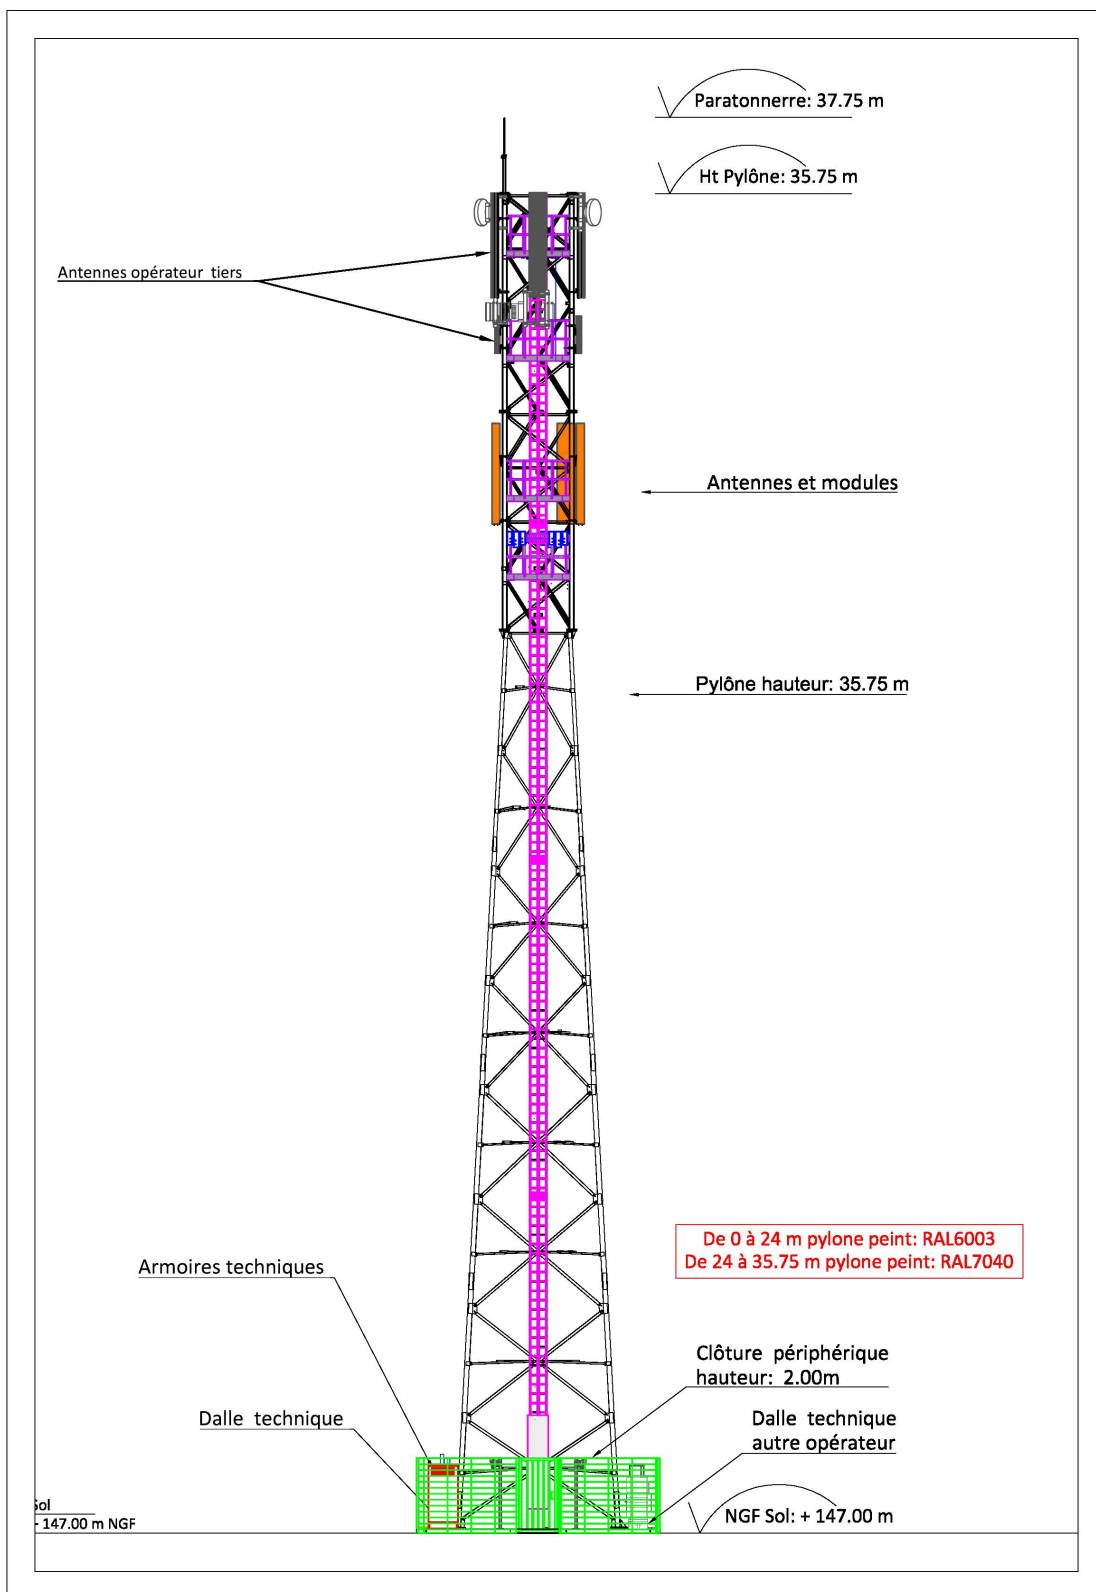 Paratonnerre: 37.75 m
Ht Pylône: 35.75 m
Antennes opérateur tiers
Antennes et modules
Pylône hauteur: 35.75 m
De 0 à 24 m pylone peint: RAL6003
De 24 à 35.75 m pylone peint: RAL7040
Armoires techniques
Clôture périphérique
hauteur: 2.00m
Dalle technique
Dalle technique
autre opérateur
Sol
- 147.00 m NGF
NGF Sol: + 147.00 m